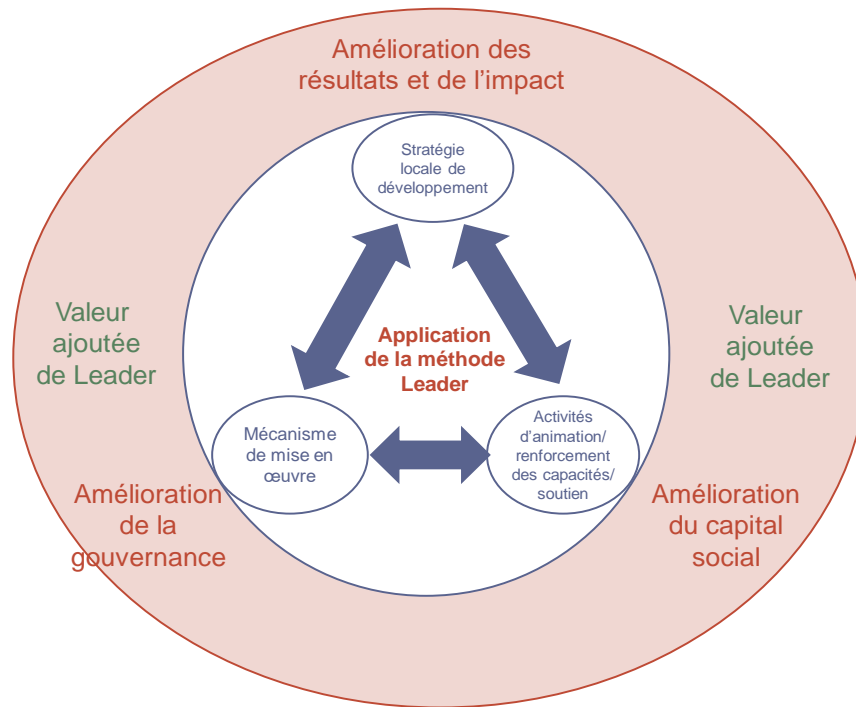 Amélioration des
résultats et de l'impact
Stratégie
locale de
développement
Valeur
ajoutée
de Leader
Application
de la méthode
Leader
Valeur
ajoutée
de Leader
Mécanisme
de mise en
œuvre
Activités
d'animation/
renforcement
des capacités/
soutien
Amélioration
de la
gouvernance
Amélioration
du capital
social